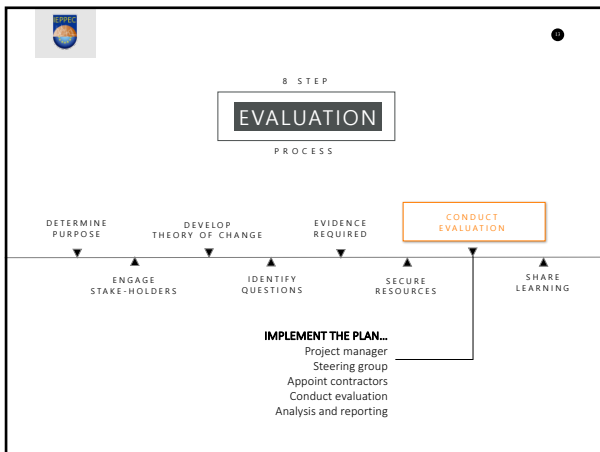 IEPPEC
13
8 STEP
EVALUATION
PROCESS
DETERMINE
PURPOSE
ENGAGE
STAKE-HOLDERS
DEVELOP
THEORY OF CHANGE
IDENTIFY
QUESTIONS
EVIDENCE
REQUIRED
SECURE
RESOURCES
CONDUCT
EVALUATION
SHARE
LEARNING
IMPLEMENT THE PLAN...
Project manager
Steering group
Appoint contractors
Conduct evaluation
Analysis and reporting